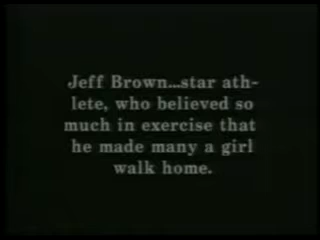 Jeff Brown...star ath-
lete, who believed so
much in exercise that
he made many a girl
walk home.